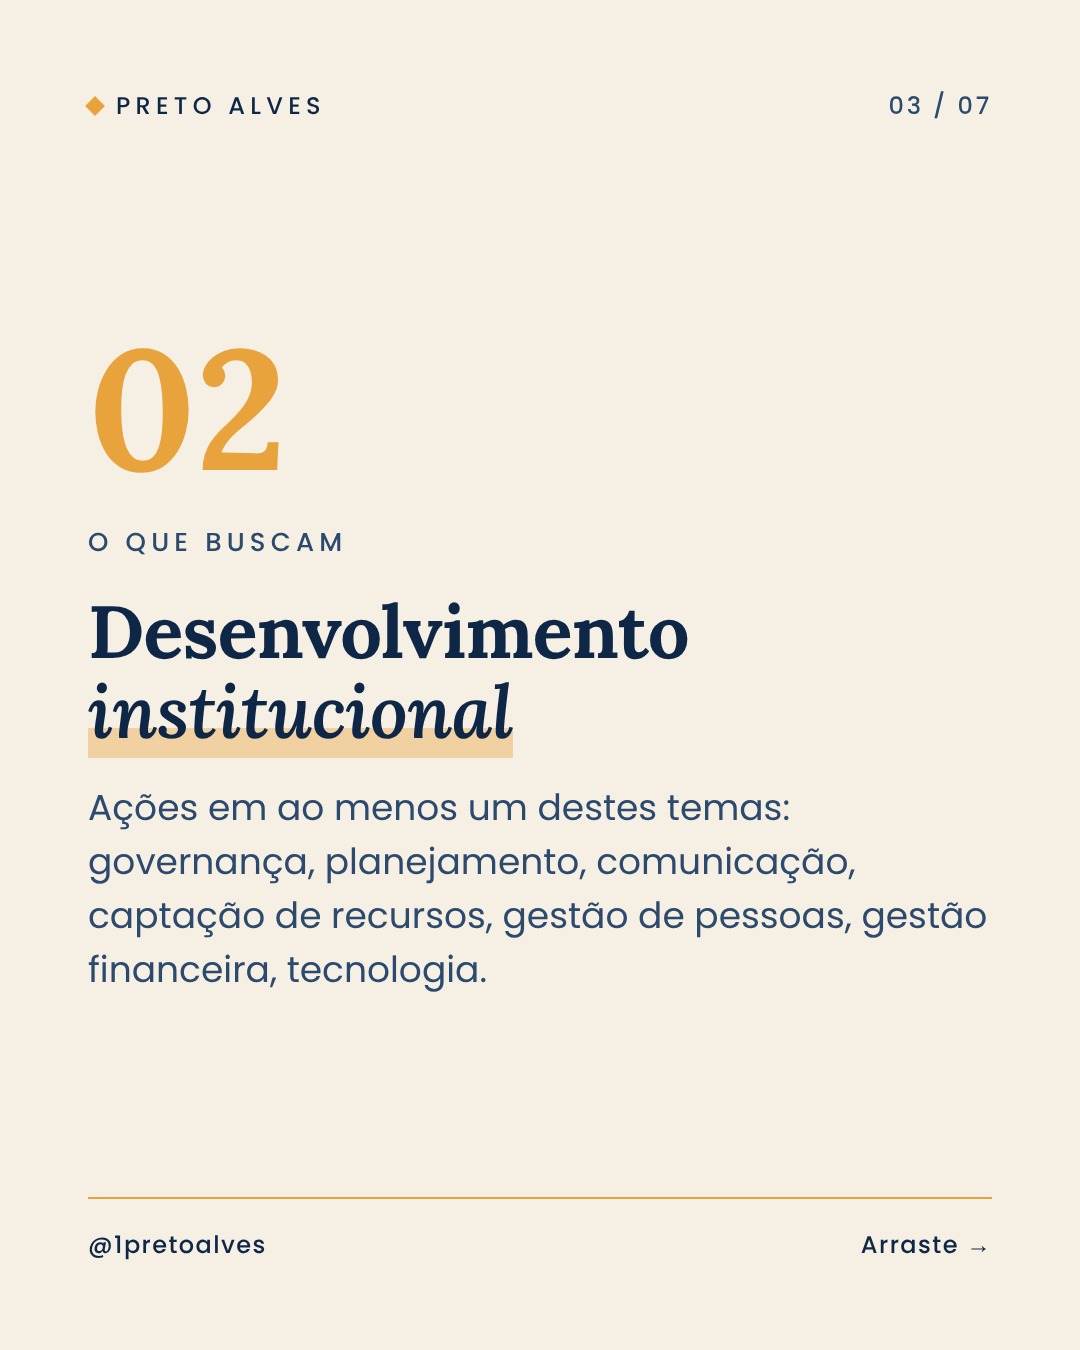 PRETO ALVES
03 / 07
02
O QUE BUSCAM
Desenvolvimento
institucional
Ações em ao menos um destes temas:
governança, planejamento, comunicação,
captação de recursos, gestão de pessoas, gestão
financeira, tecnologia.
@1pretoalves
Arraste →